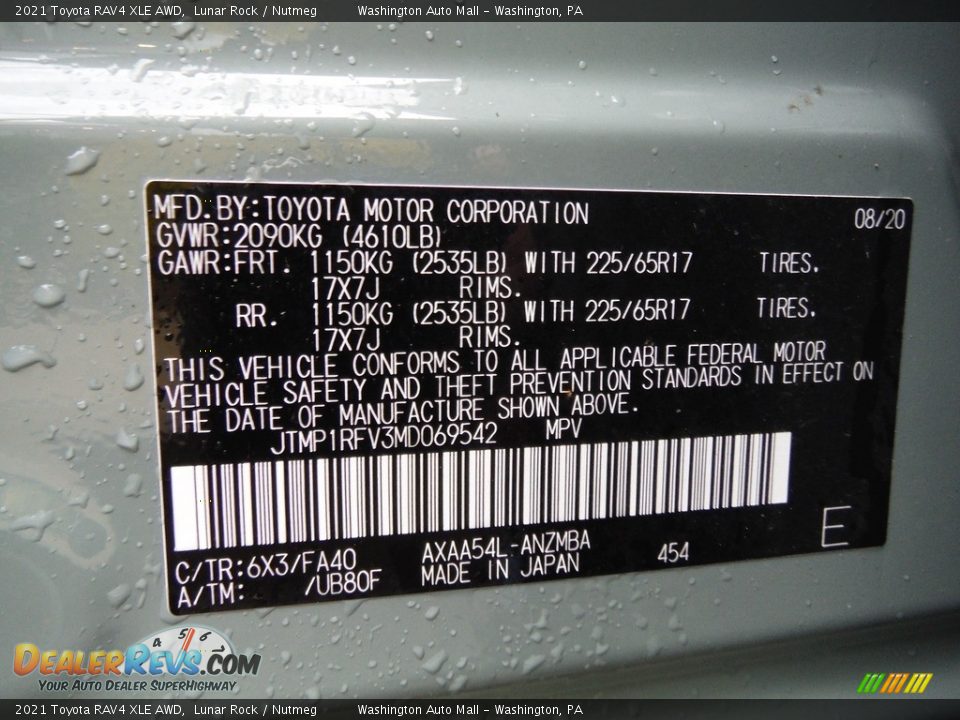 2021 Toyota RAV4 XLE AWD,  Lunar Rock / Nutmeg        Washington Auto Mall - Washington, PA
MFD.BY:TOYOTA MOTOR CORPORATION 08/20
GVWR:2090KG (4610LB)
GAWR:FRT. 1150KG (2535LB) WITH 225/65R17 TIRES.
17X7J RIMS.
RR. 1150KG (2535LB) WITH 225/65R17 TIRES.
17X7J RIMS.
THIS VEHICLE CONFORMS TO ALL APPLICABLE FEDERAL MOTOR
VEHICLE SAFETY AND THEFT PREVENTION STANDARDS IN EFFECT ON
THE DATE OF MANUFACTURE SHOWN ABOVE.
JTMP1RFV3MD069542 MPV
E
C/TR:6X3/FA40 AXAA54L-ANZMBA 454
A/TM: /UB80F MADE IN JAPAN
4 5 6
DEALERREVS.COM
YOUR AUTO DEALER SUPERHIGHWAY
2021 Toyota RAV4 XLE AWD,  Lunar Rock / Nutmeg        Washington Auto Mall - Washington, PA